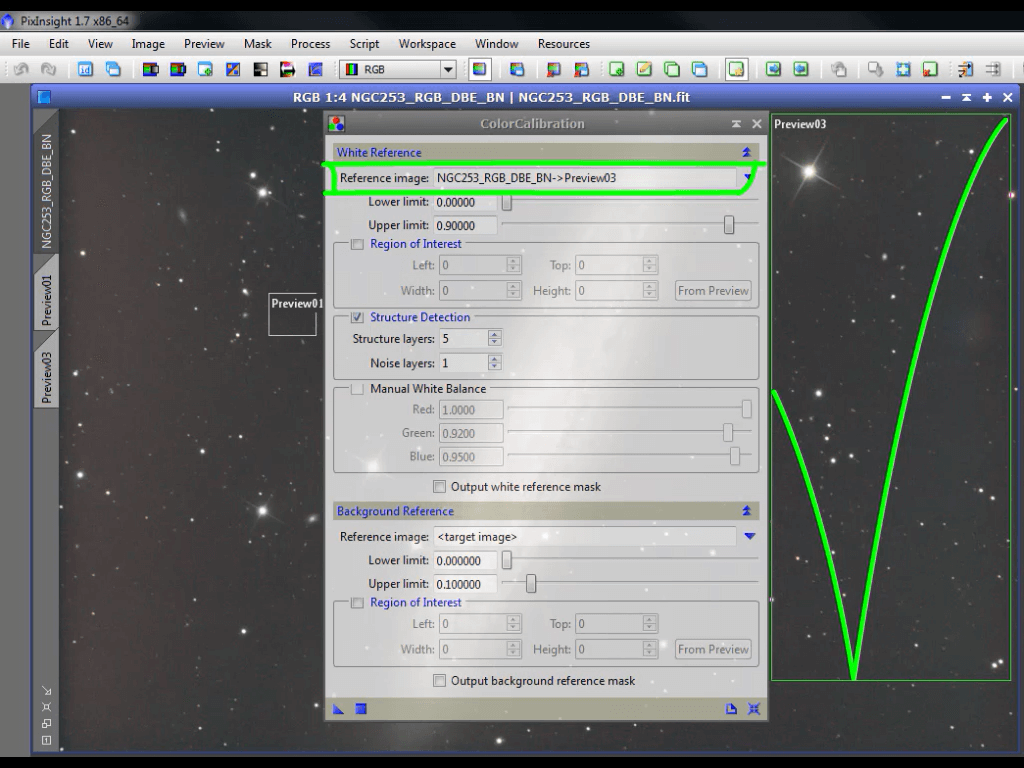 PixInsight 1.7 x86_64
File Edit View Image Preview Mask Process Script Workspace Window Resources
id RGB
RGB 1:4 NGC253_RGB_DBE_BN | NGC253_RGB_DBE_BN.fit
NGC253_RGB_DBE_BN
Preview01
Preview03
Preview01
ColorCalibration
White Reference
Reference image: NGC253_RGB_DBE_BN->Preview03
Lower limit: 0.00000
Upper limit: 0.90000
Region of Interest
Left: 0 Top: 0
Width: 0 Height: 0 From Preview
Structure Detection
Structure layers: 5
Noise layers: 1
Manual White Balance
Red: 1.0000
Green: 0.9200
Blue: 0.9500
Output white reference mask
Background Reference
Reference image: <target image>
Lower limit: 0.000000
Upper limit: 0.100000
Region of Interest
Left: 0 Top: 0
Width: 0 Height: 0 From Preview
Output background reference mask
Preview03